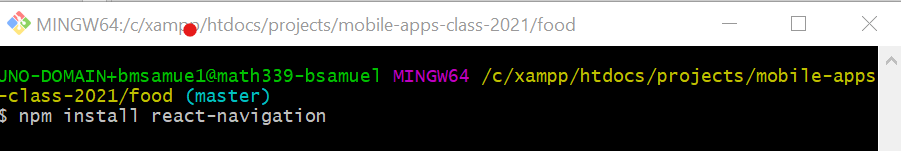 MINGW64:/c/xampp/htdocs/projects/mobile-apps-class-2021/food
UNO-DOMAIN+bmsamue1@math339-bsamuel MINGW64 /c/xampp/htdocs/projects/mobile-apps
-class-2021/food (master)
$ npm install react-navigation